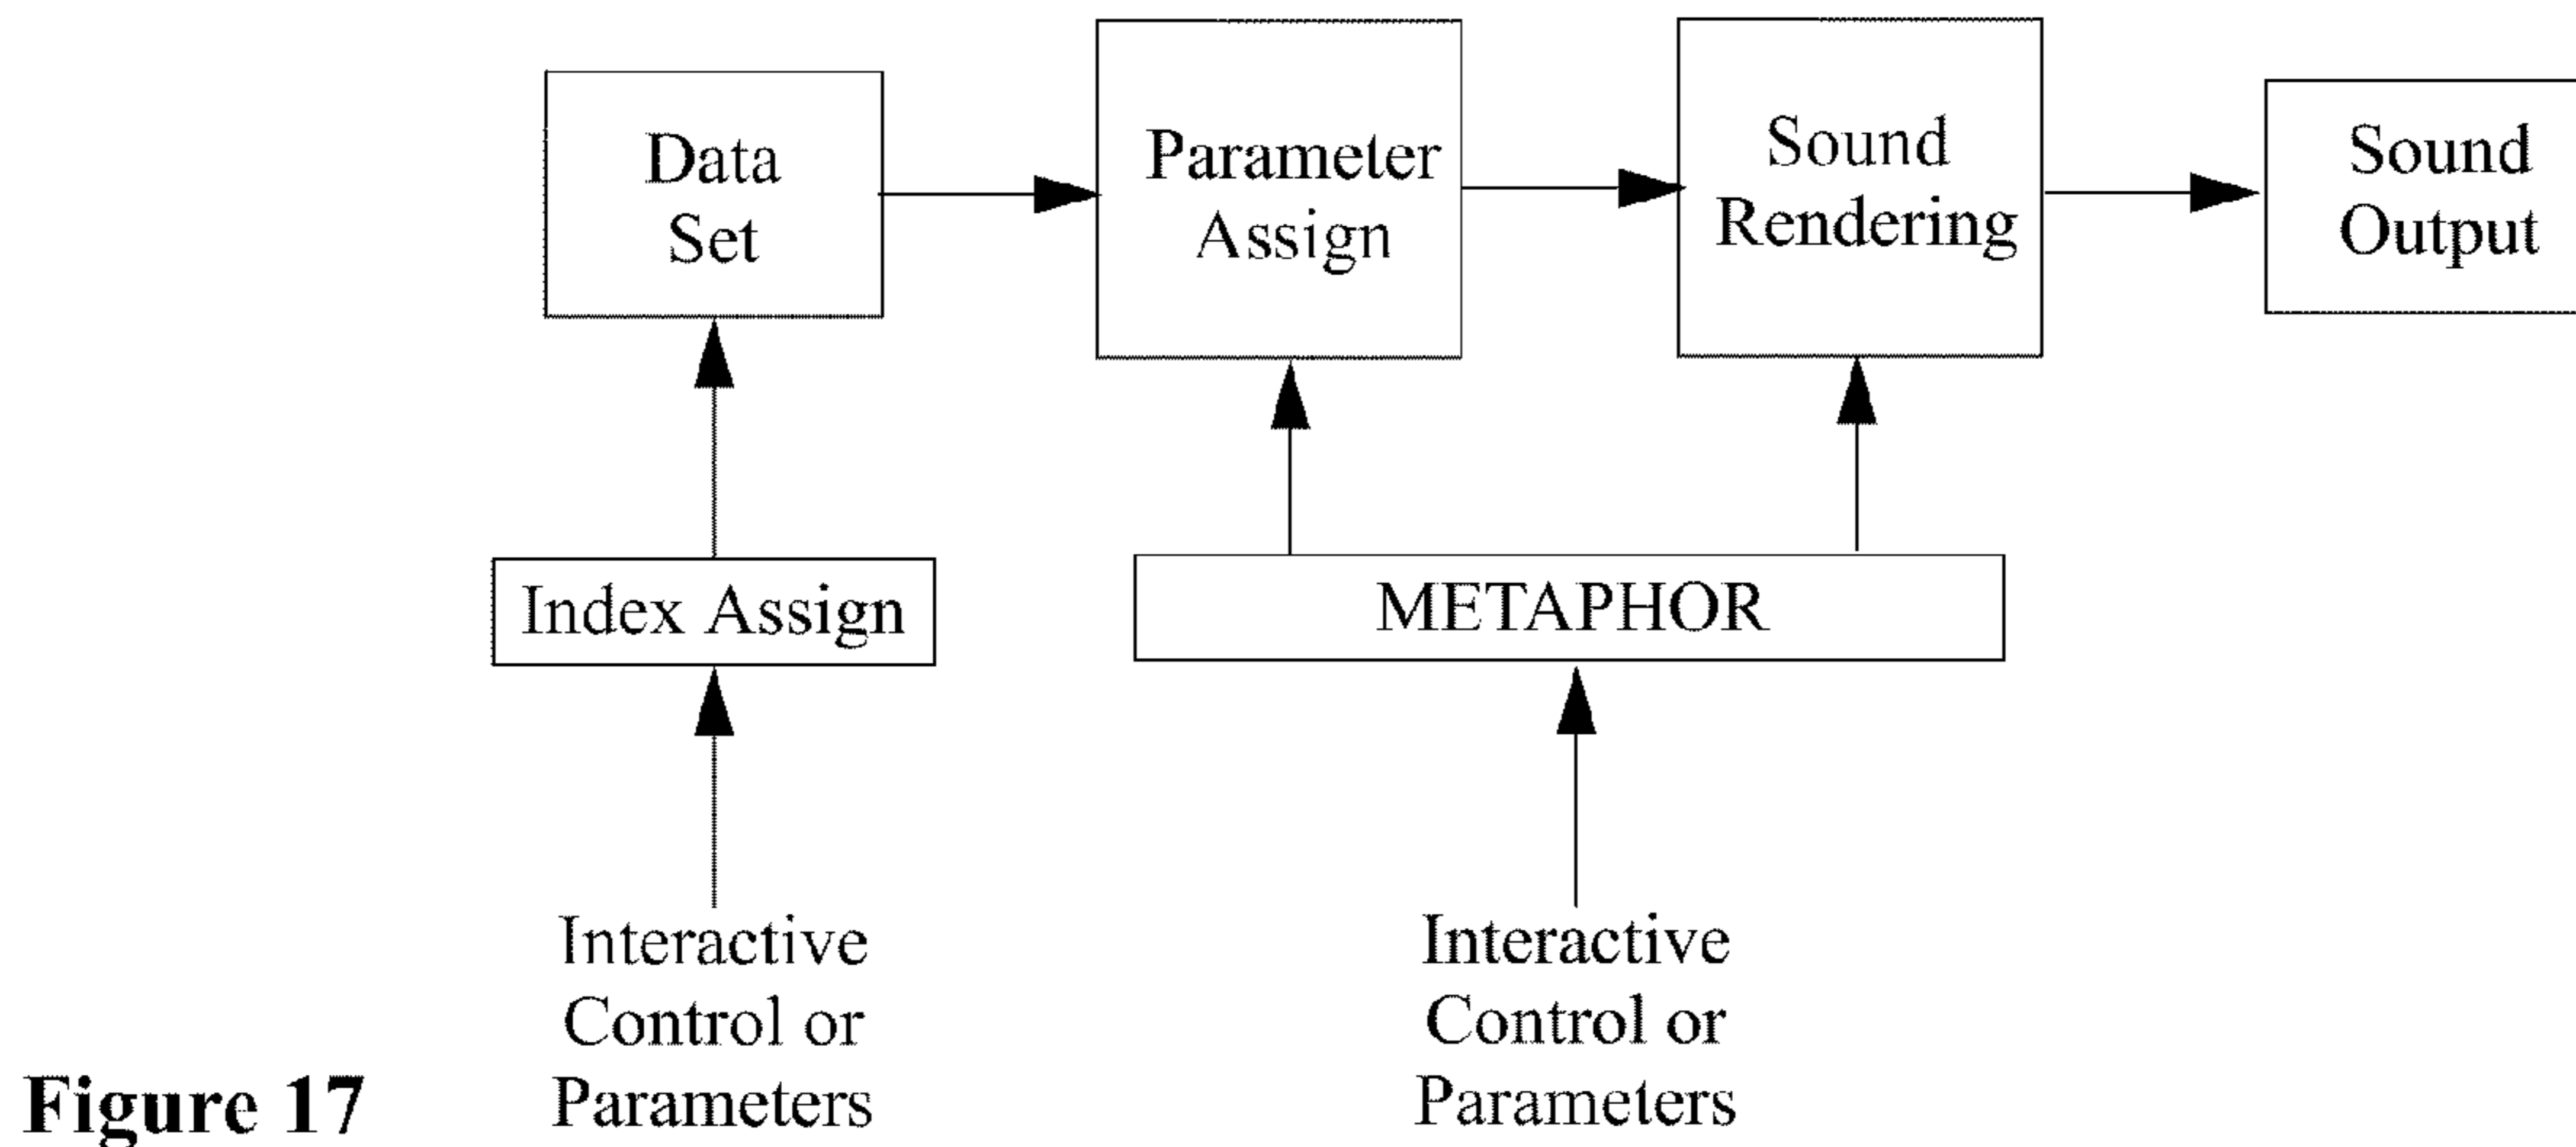 Data
Set
Parameter
Assign
Sound
Rendering
Sound
Output
Index Assign
METAPHOR
Interactive
Control or
Parameters
Interactive
Control or
Parameters
Figure 17